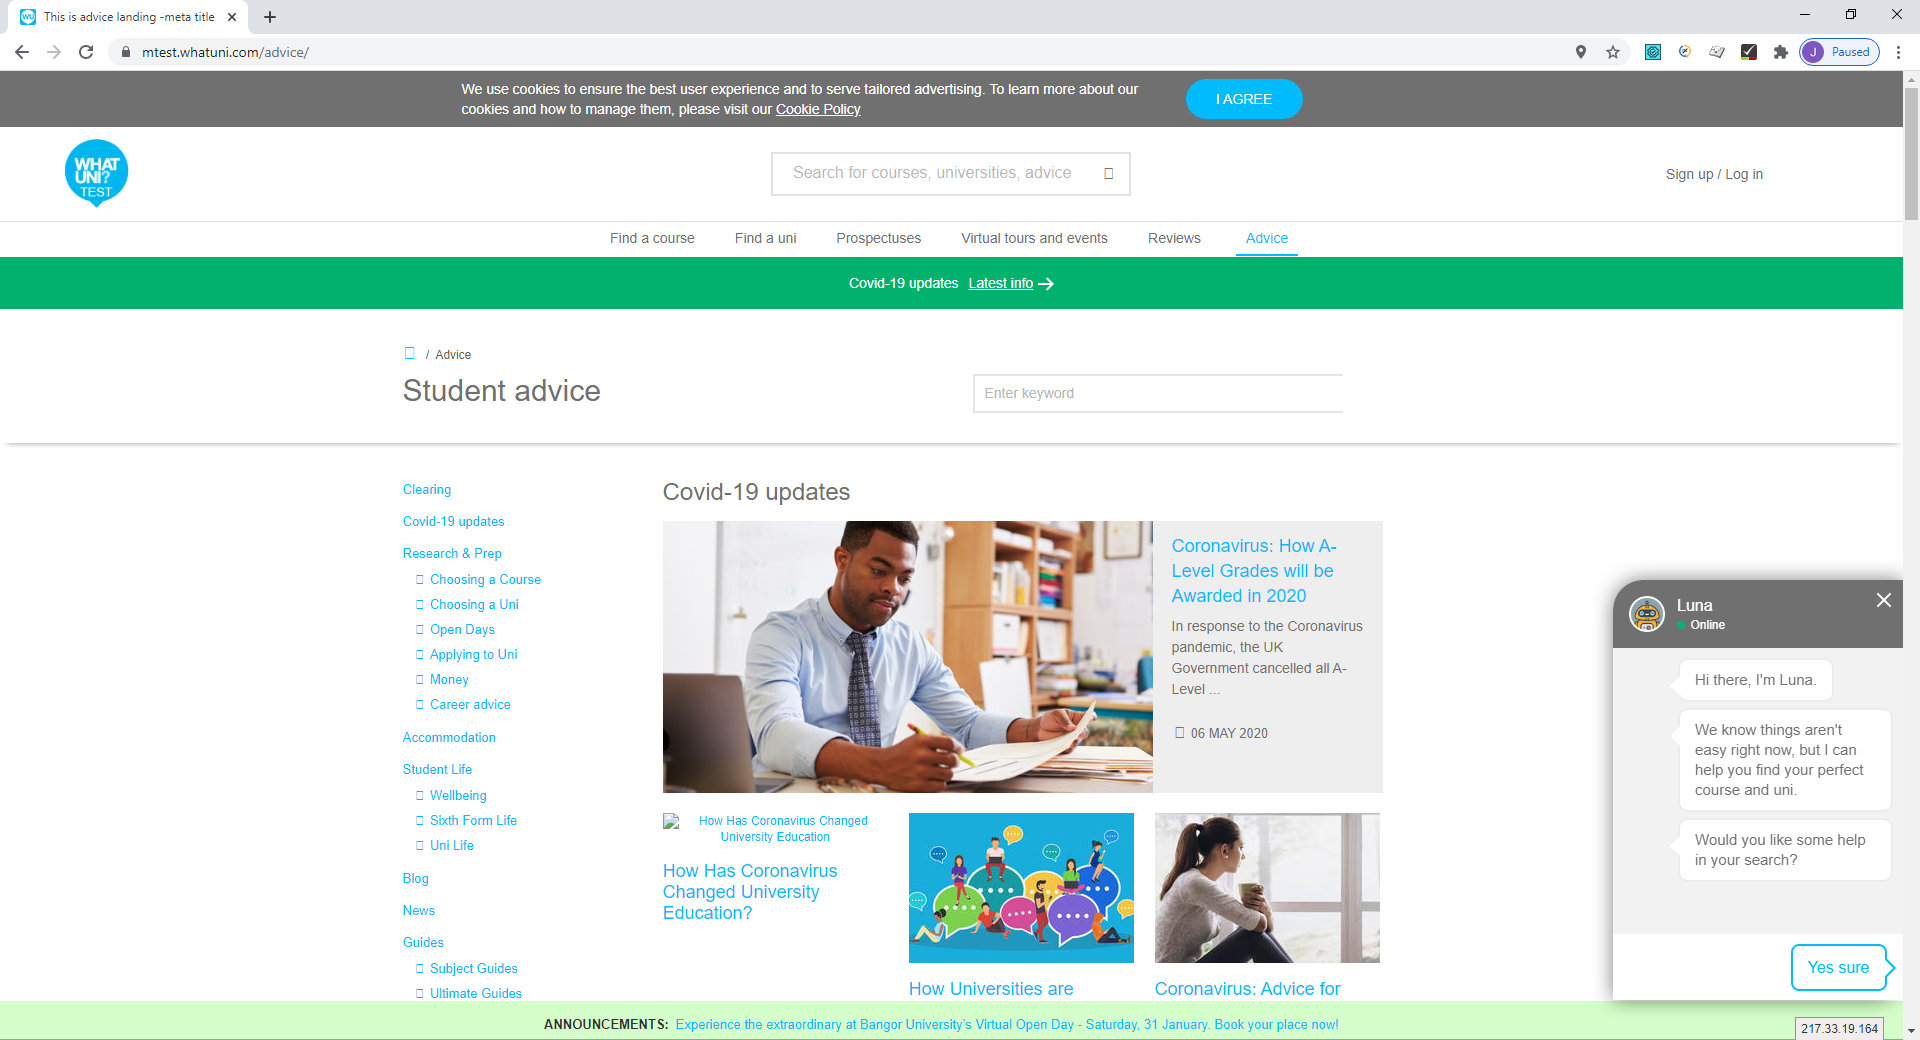 This is advice landing -meta title
mtest.whatuni.com/advice/
J Paused
We use cookies to ensure the best user experience and to serve tailored advertising. To learn more about our
cookies and how to manage them, please visit our Cookie Policy
I AGREE
WHAT
UNI?
TEST
Search for courses, universities, advice
Sign up / Log in
Find a course
Find a uni
Prospectuses
Virtual tours and events
Reviews
Advice
Covid-19 updates Latest info
/ Advice
Student advice
Enter keyword
Clearing
Covid-19 updates
Research & Prep
Choosing a Course
Choosing a Uni
Open Days
Applying to Uni
Money
Career advice
Accommodation
Student Life
Wellbeing
Sixth Form Life
Uni Life
Blog
News
Guides
Subject Guides
Ultimate Guides
Covid-19 updates
Coronavirus: How A-
Level Grades will be
Awarded in 2020
In response to the Coronavirus
pandemic, the UK
Government cancelled all A-
Level ...
06 MAY 2020
How Has Coronavirus Changed
University Education
How Has Coronavirus
Changed University
Education?
How Universities are
Coronavirus: Advice for
Luna
Online
Hi there, I'm Luna.
We know things aren't
easy right now, but I can
help you find your perfect
course and uni.
Would you like some help
in your search?
Yes sure
ANNOUNCEMENTS: Experience the extraordinary at Bangor University's Virtual Open Day - Saturday, 31 January. Book your place now!
217.33.19.164